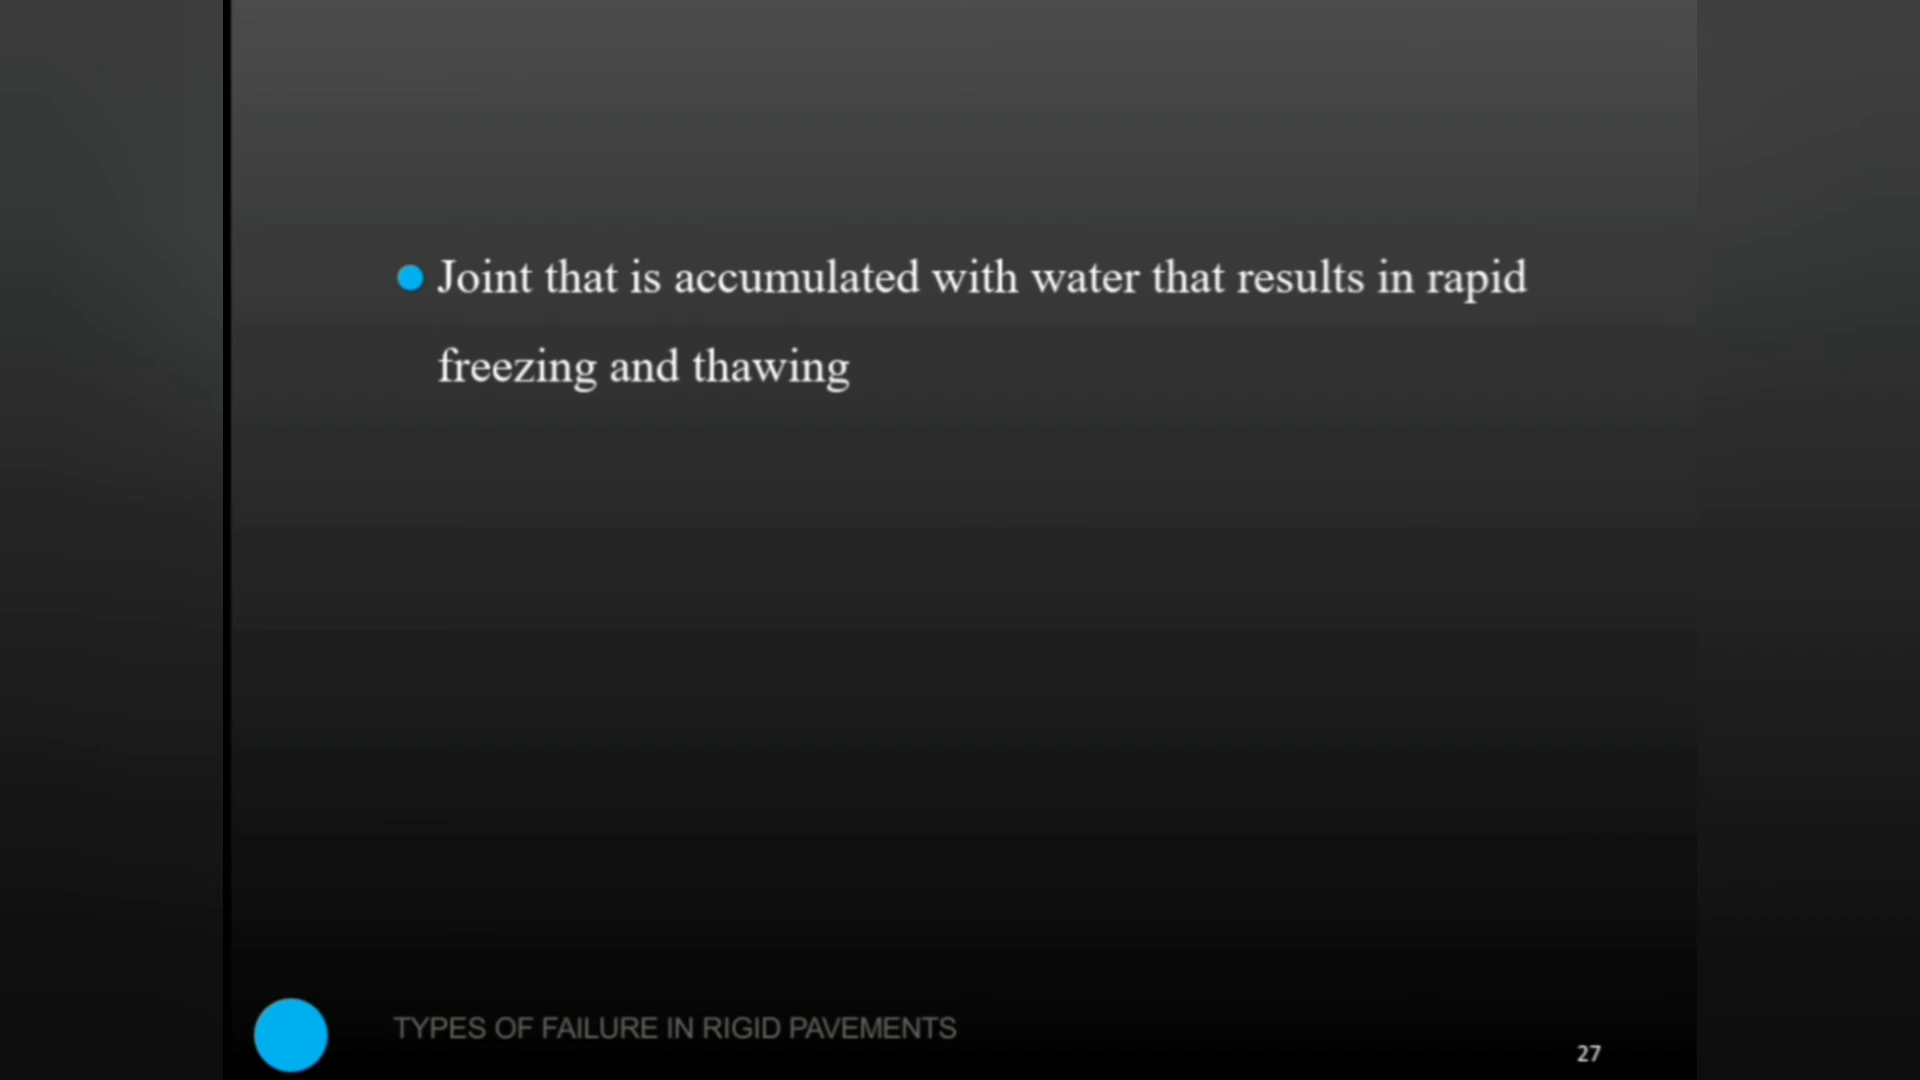 Joint that is accumulated with water that results in rapid
freezing and thawing
TYPES OF FAILURE IN RIGID PAVEMENTS
27